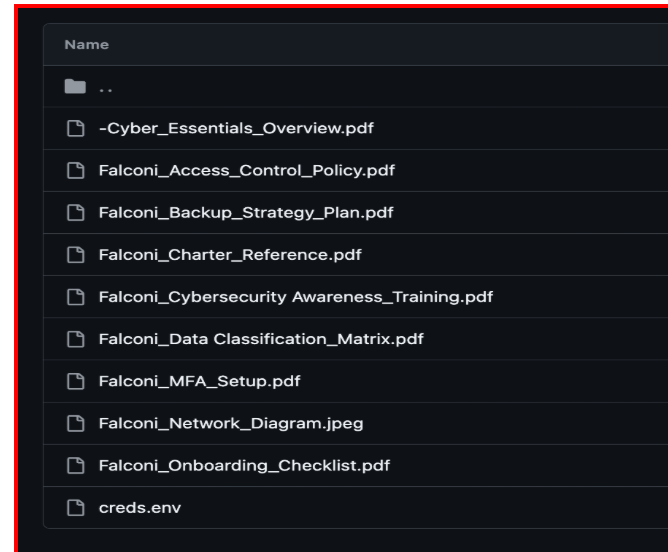 Name
..
-Cyber_Essentials_Overview.pdf
Falconi_Access_Control_Policy.pdf
Falconi_Backup_Strategy_Plan.pdf
Falconi_Charter_Reference.pdf
Falconi_Cybersecurity Awareness_Training.pdf
Falconi_Data Classification_Matrix.pdf
Falconi_MFA_Setup.pdf
Falconi_Network_Diagram.jpeg
Falconi_Onboarding_Checklist.pdf
creds.env